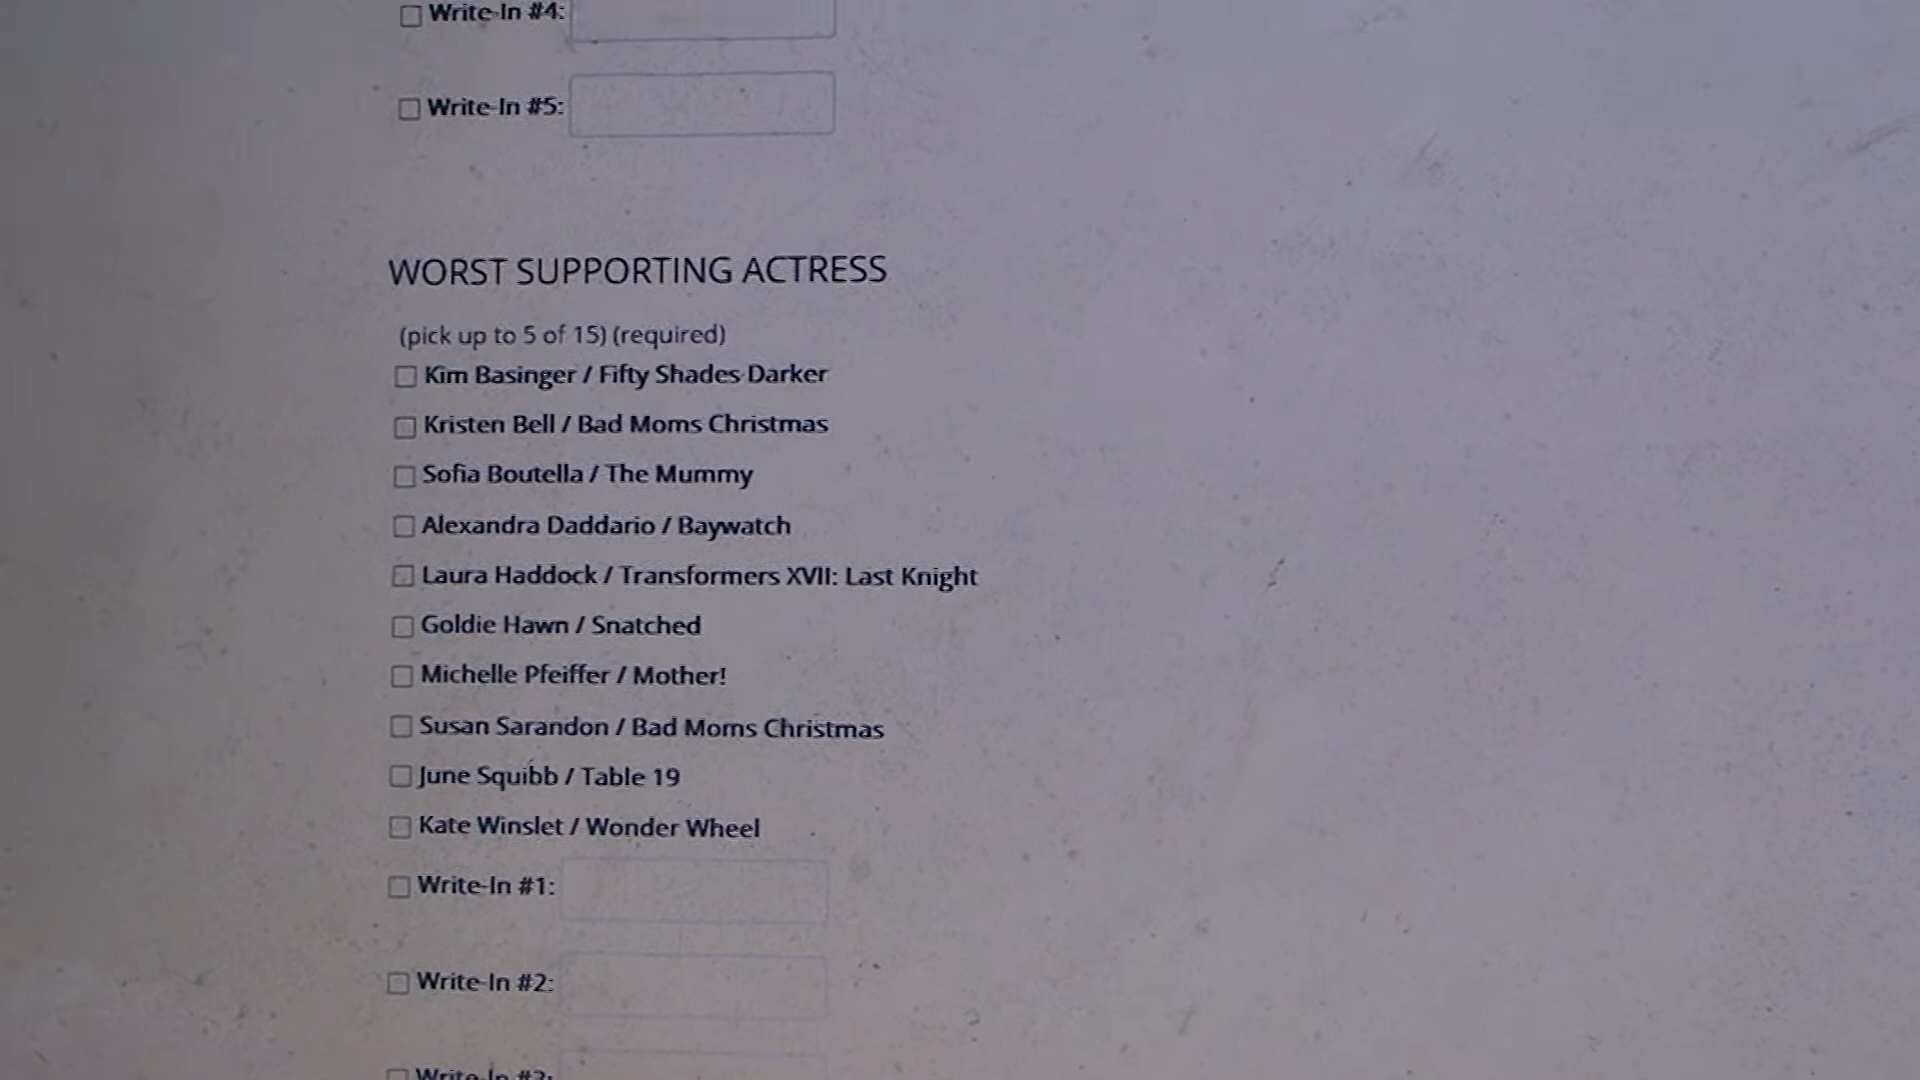 Write-In #4:
Write-In #5:
WORST SUPPORTING ACTRESS
(pick up to 5 of 15) (required)
Kim Basinger / Fifty Shades Darker
Kristen Bell / Bad Moms Christmas
Sofia Boutella / The Mummy
Alexandra Daddario / Baywatch
Laura Haddock / Transformers XVII: Last Knight
Goldie Hawn / Snatched
Michelle Pfeiffer / Mother!
Susan Sarandon / Bad Moms Christmas
June Squibb / Table 19
Kate Winslet / Wonder Wheel
Write-In #1:
Write-In #2:
Write-In #3: